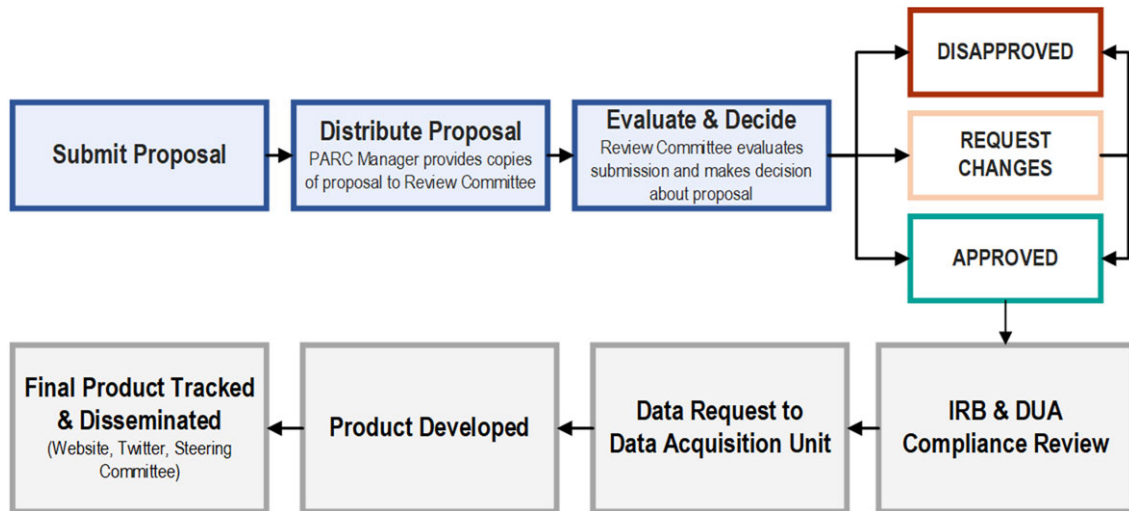 Submit Proposal
Distribute Proposal
PARC Manager provides copies
of proposal to Review Committee
Evaluate & Decide
Review Committee evaluates
submission and makes decision
about proposal
DISAPPROVED
REQUEST
CHANGES
APPROVED
IRB & DUA
Compliance Review
Data Request to
Data Acquisition Unit
Product Developed
Final Product Tracked
& Disseminated
(Website, Twitter, Steering
Committee)